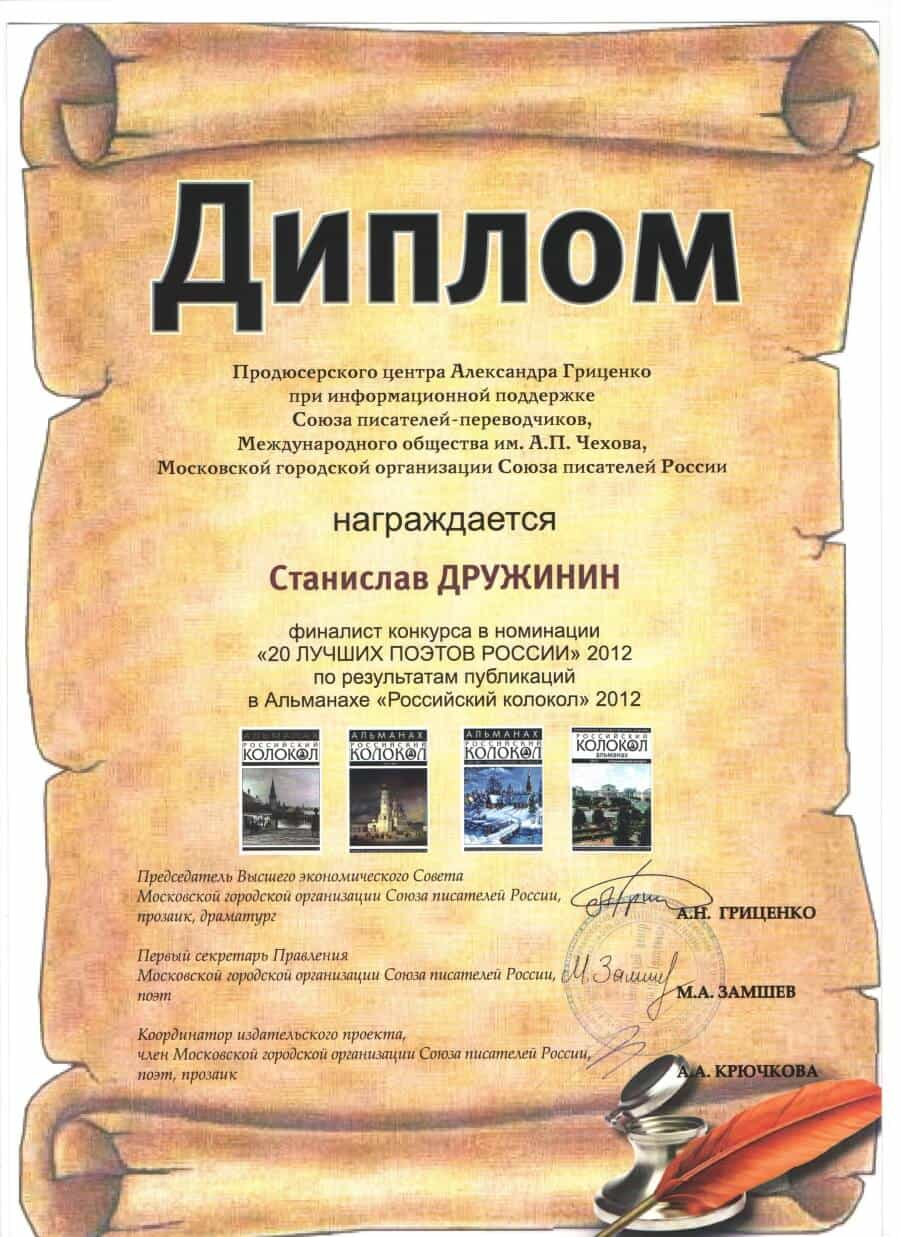 Диплом
Продюсерского центра Александра Гриценко
при информационной поддержке
Союза писателей-переводчиков,
Международного общества им. А.П. Чехова,
Московской городской организации Союза писателей России
награждается
Станислав ДРУЖИНИН
финалист конкурса в номинации
«20 ЛУЧШИХ ПОЭТОВ РОССИИ» 2012
по результатам публикаций
в Альманахе «Российский колокол» 2012
АЛЬМАНАХ
РОССИЙСКИЙ
КОЛОКОЛ
АЛЬМАНАХ
РОССИЙСКИЙ
КОЛОКОЛ
АЛЬМАНАХ
РОССИЙСКИЙ
КОЛОКОЛ
РОССИЙСКИЙ
КОЛОКОЛ
альманах
Председатель Высшего экономического Совета
Московской городской организации Союза писателей России,
прозаик, драматург
А.Н. ГРИЦЕНКО
Первый секретарь Правления
Московской городской организации Союза писателей России,
поэт
М. Замшев
М.А. ЗАМШЕВ
Координатор издательского проекта,
член Московской городской организации Союза писателей России,
поэт, прозаик
А.А. КРЮЧКОВА